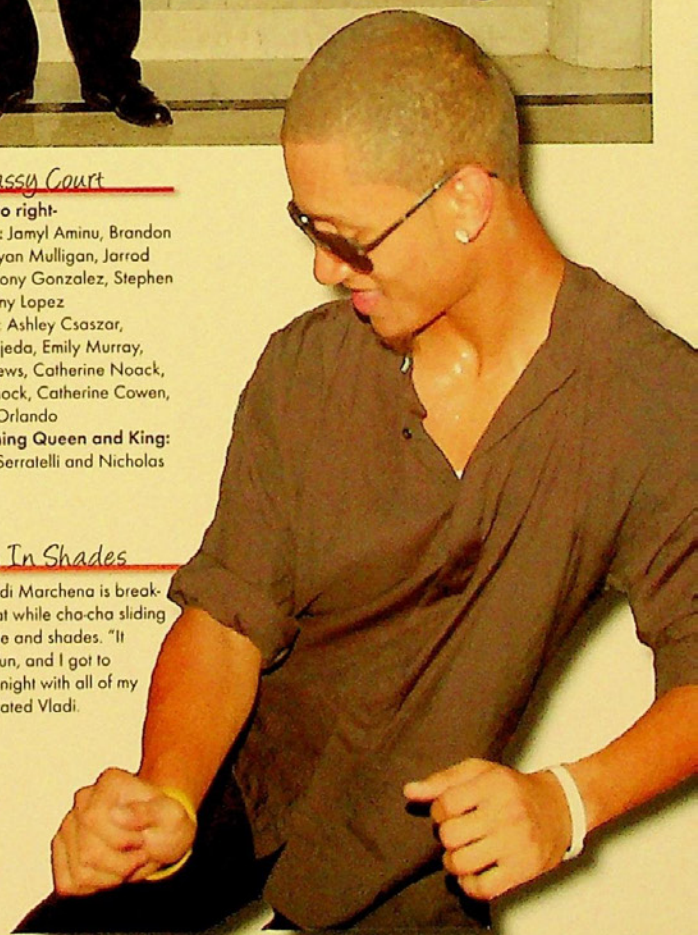 assy Court
o right-
: Jamyl Aminu, Brandon
yan Mulligan, Jarrod
ony Gonzalez, Stephen
ny Lopez
: Ashley Csaszar,
jeda, Emily Murray,
ews, Catherine Noack,
ock, Catherine Cowen,
Orlando
ing Queen and King:
Serratelli and Nicholas
In Shades
di Marchena is break-
at while cha-cha sliding
e and shades. "It
un, and I got to
night with all of my
ated Vladi.